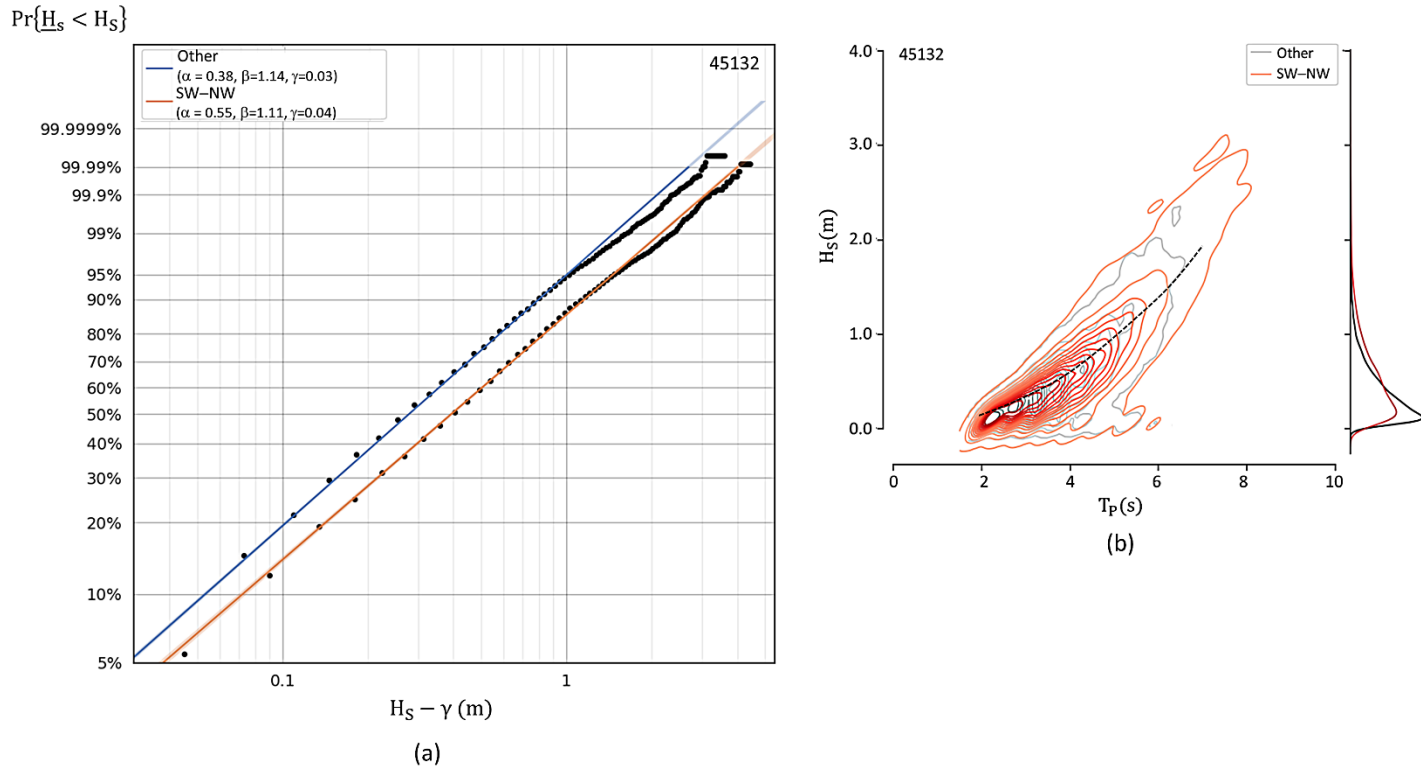 Pr{H̲s < HS}
Other
(α = 0.38, β=1.14, γ=0.03)
SW−NW
(α = 0.55, β=1.11, γ=0.04)
45132
99.9999%
99.99%
99.9%
99%
95%
90%
80%
70%
60%
50%
40%
30%
20%
10%
5%
0.1
1
HS − γ (m)
(a)
45132
Other
SW−NW
4.0
3.0
2.0
1.0
0.0
HS(m)
0
2
4
6
8
10
TP(s)
(b)